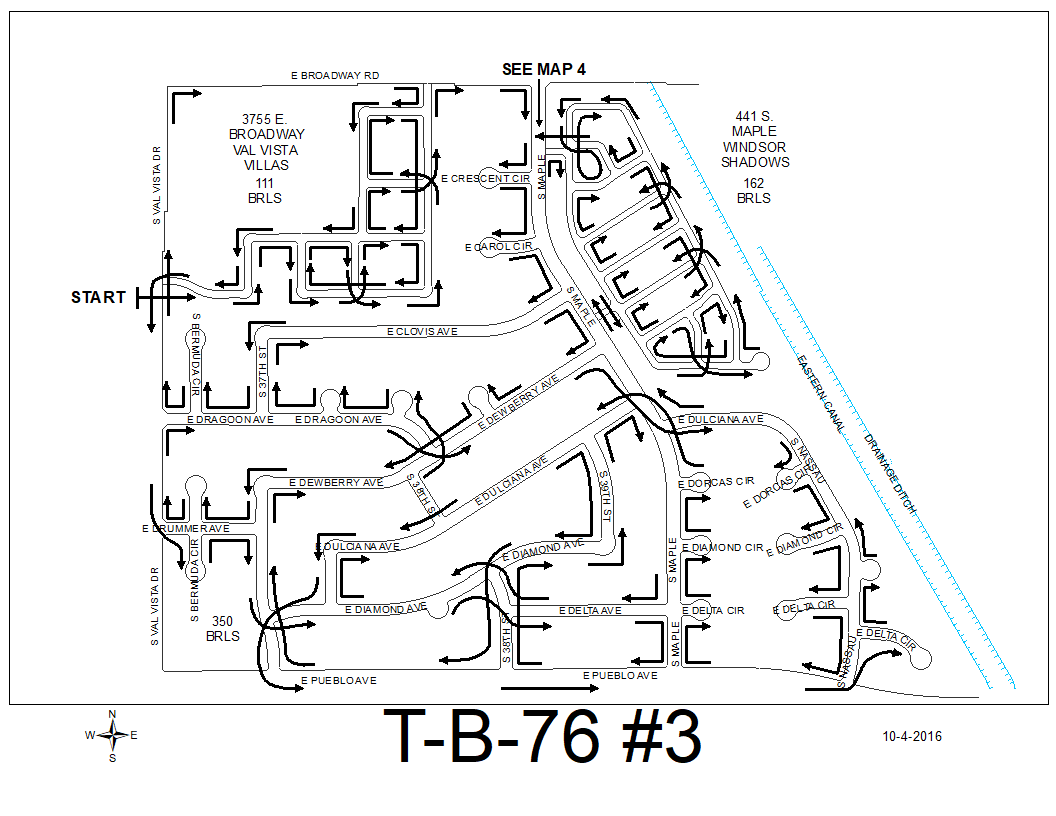 SEE MAP 4
E BROADWAY RD
3755 E.
BROADWAY
VAL VISTA
VILLAS
111
BRLS
441 S.
MAPLE
WINDSOR
SHADOWS
162
BRLS
S VAL VISTA DR
E CRESCENT CIR
S MAPLE
E CAROL CIR
START
S MAPLE
S BERMUDA CIR
E CLOVIS AVE
S 37TH ST
EASTERN CANAL
E DEWBERRY AVE
E DRAGOON AVE
E DRAGOON AVE
E DULCIANA AVE
S NASSAU
DRAINAGE DITCH
E DEWBERRY AVE
S 38TH ST
E DULCIANA AVE
S 39TH ST
E DORCAS CIR
E DORCAS CIR
E DRUMMER AVE
E DULCIANA AVE
E DIAMOND AVE
S MAPLE
E DIAMOND CIR
E DIAMOND CIR
S VAL VISTA DR
S BERMUDA CIR
350
BRLS
E DIAMOND AVE
E DELTA AVE
E DELTA CIR
E DELTA CIR
S 38TH ST
S MAPLE
S NASSAU
E DELTA CIR
E PUEBLO AVE
E PUEBLO AVE
N
W
E
S
T-B-76 #3
10-4-2016